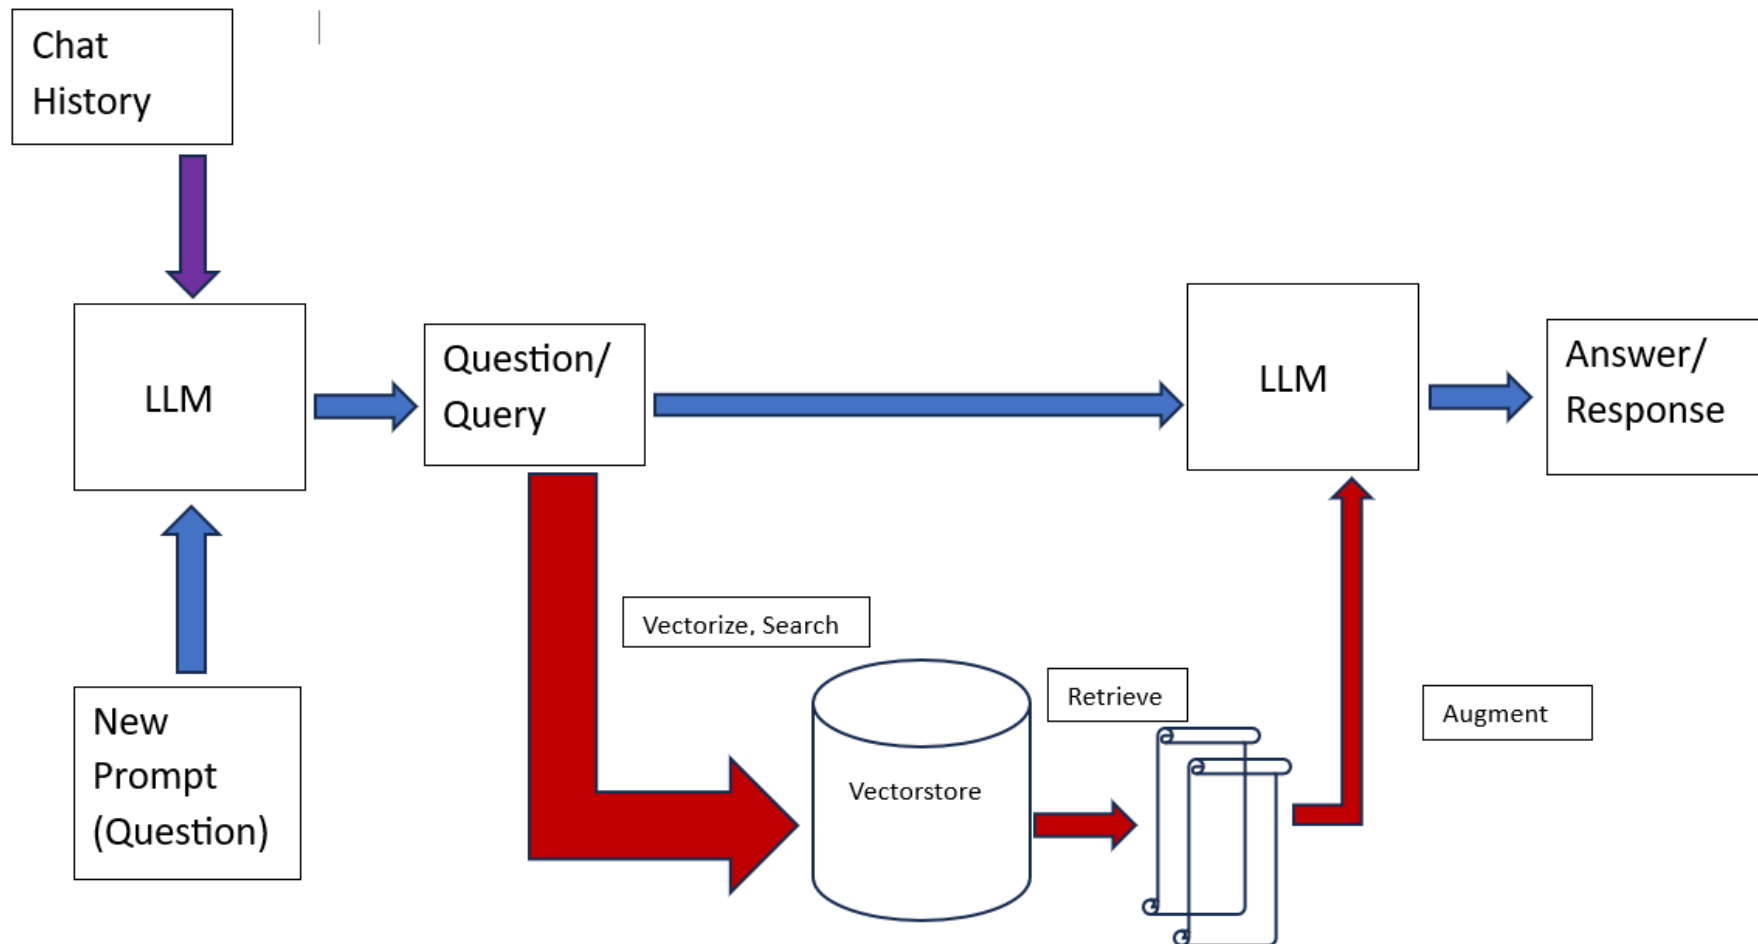 Chat
History
LLM
Question/
Query
LLM
Answer/
Response
New
Prompt
(Question)
Vectorize, Search
Vectorstore
Retrieve
Augment